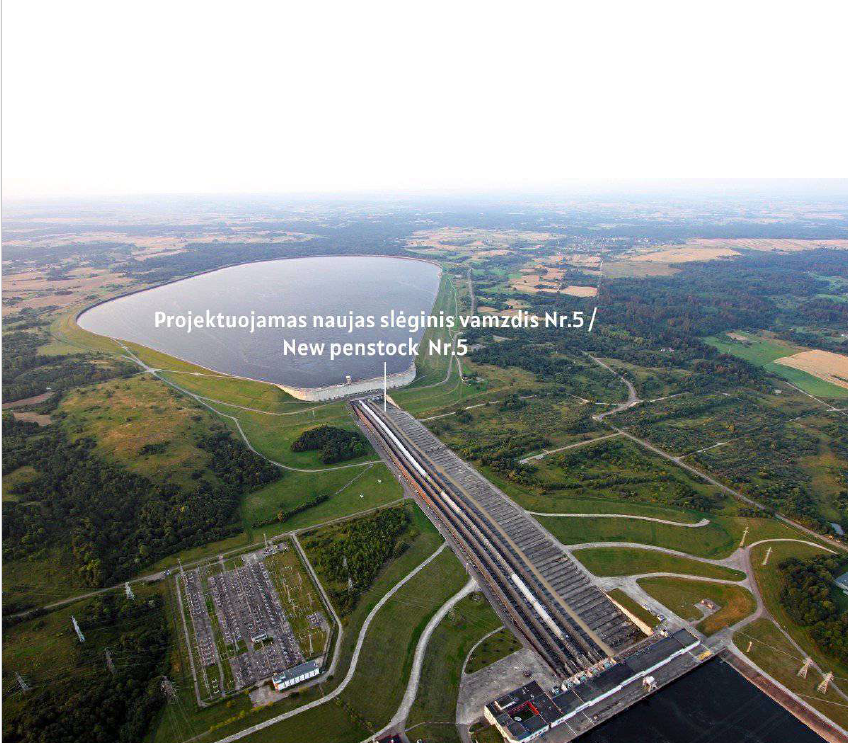 Projektuojamas naujas slėginis vamzdis Nr.5 /
New penstock Nr.5